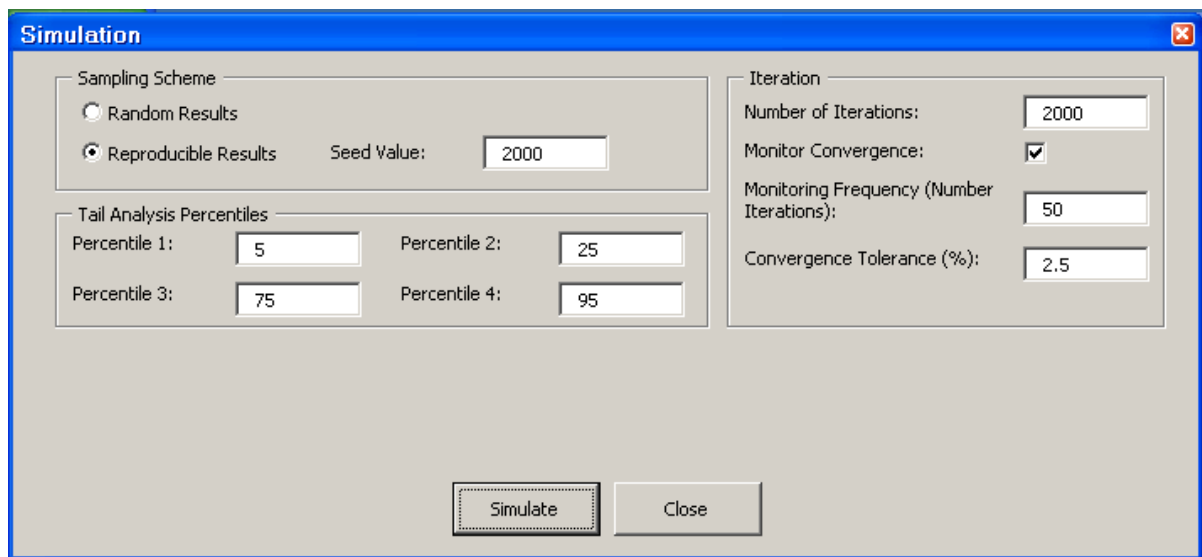 Simulation
Sampling Scheme
Random Results
Reproducible Results Seed Value: 2000
Tail Analysis Percentiles
Percentile 1: 5 Percentile 2: 25
Percentile 3: 75 Percentile 4: 95
Iteration
Number of Iterations: 2000
Monitor Convergence:
Monitoring Frequency (Number
Iterations): 50
Convergence Tolerance (%): 2.5
Simulate Close